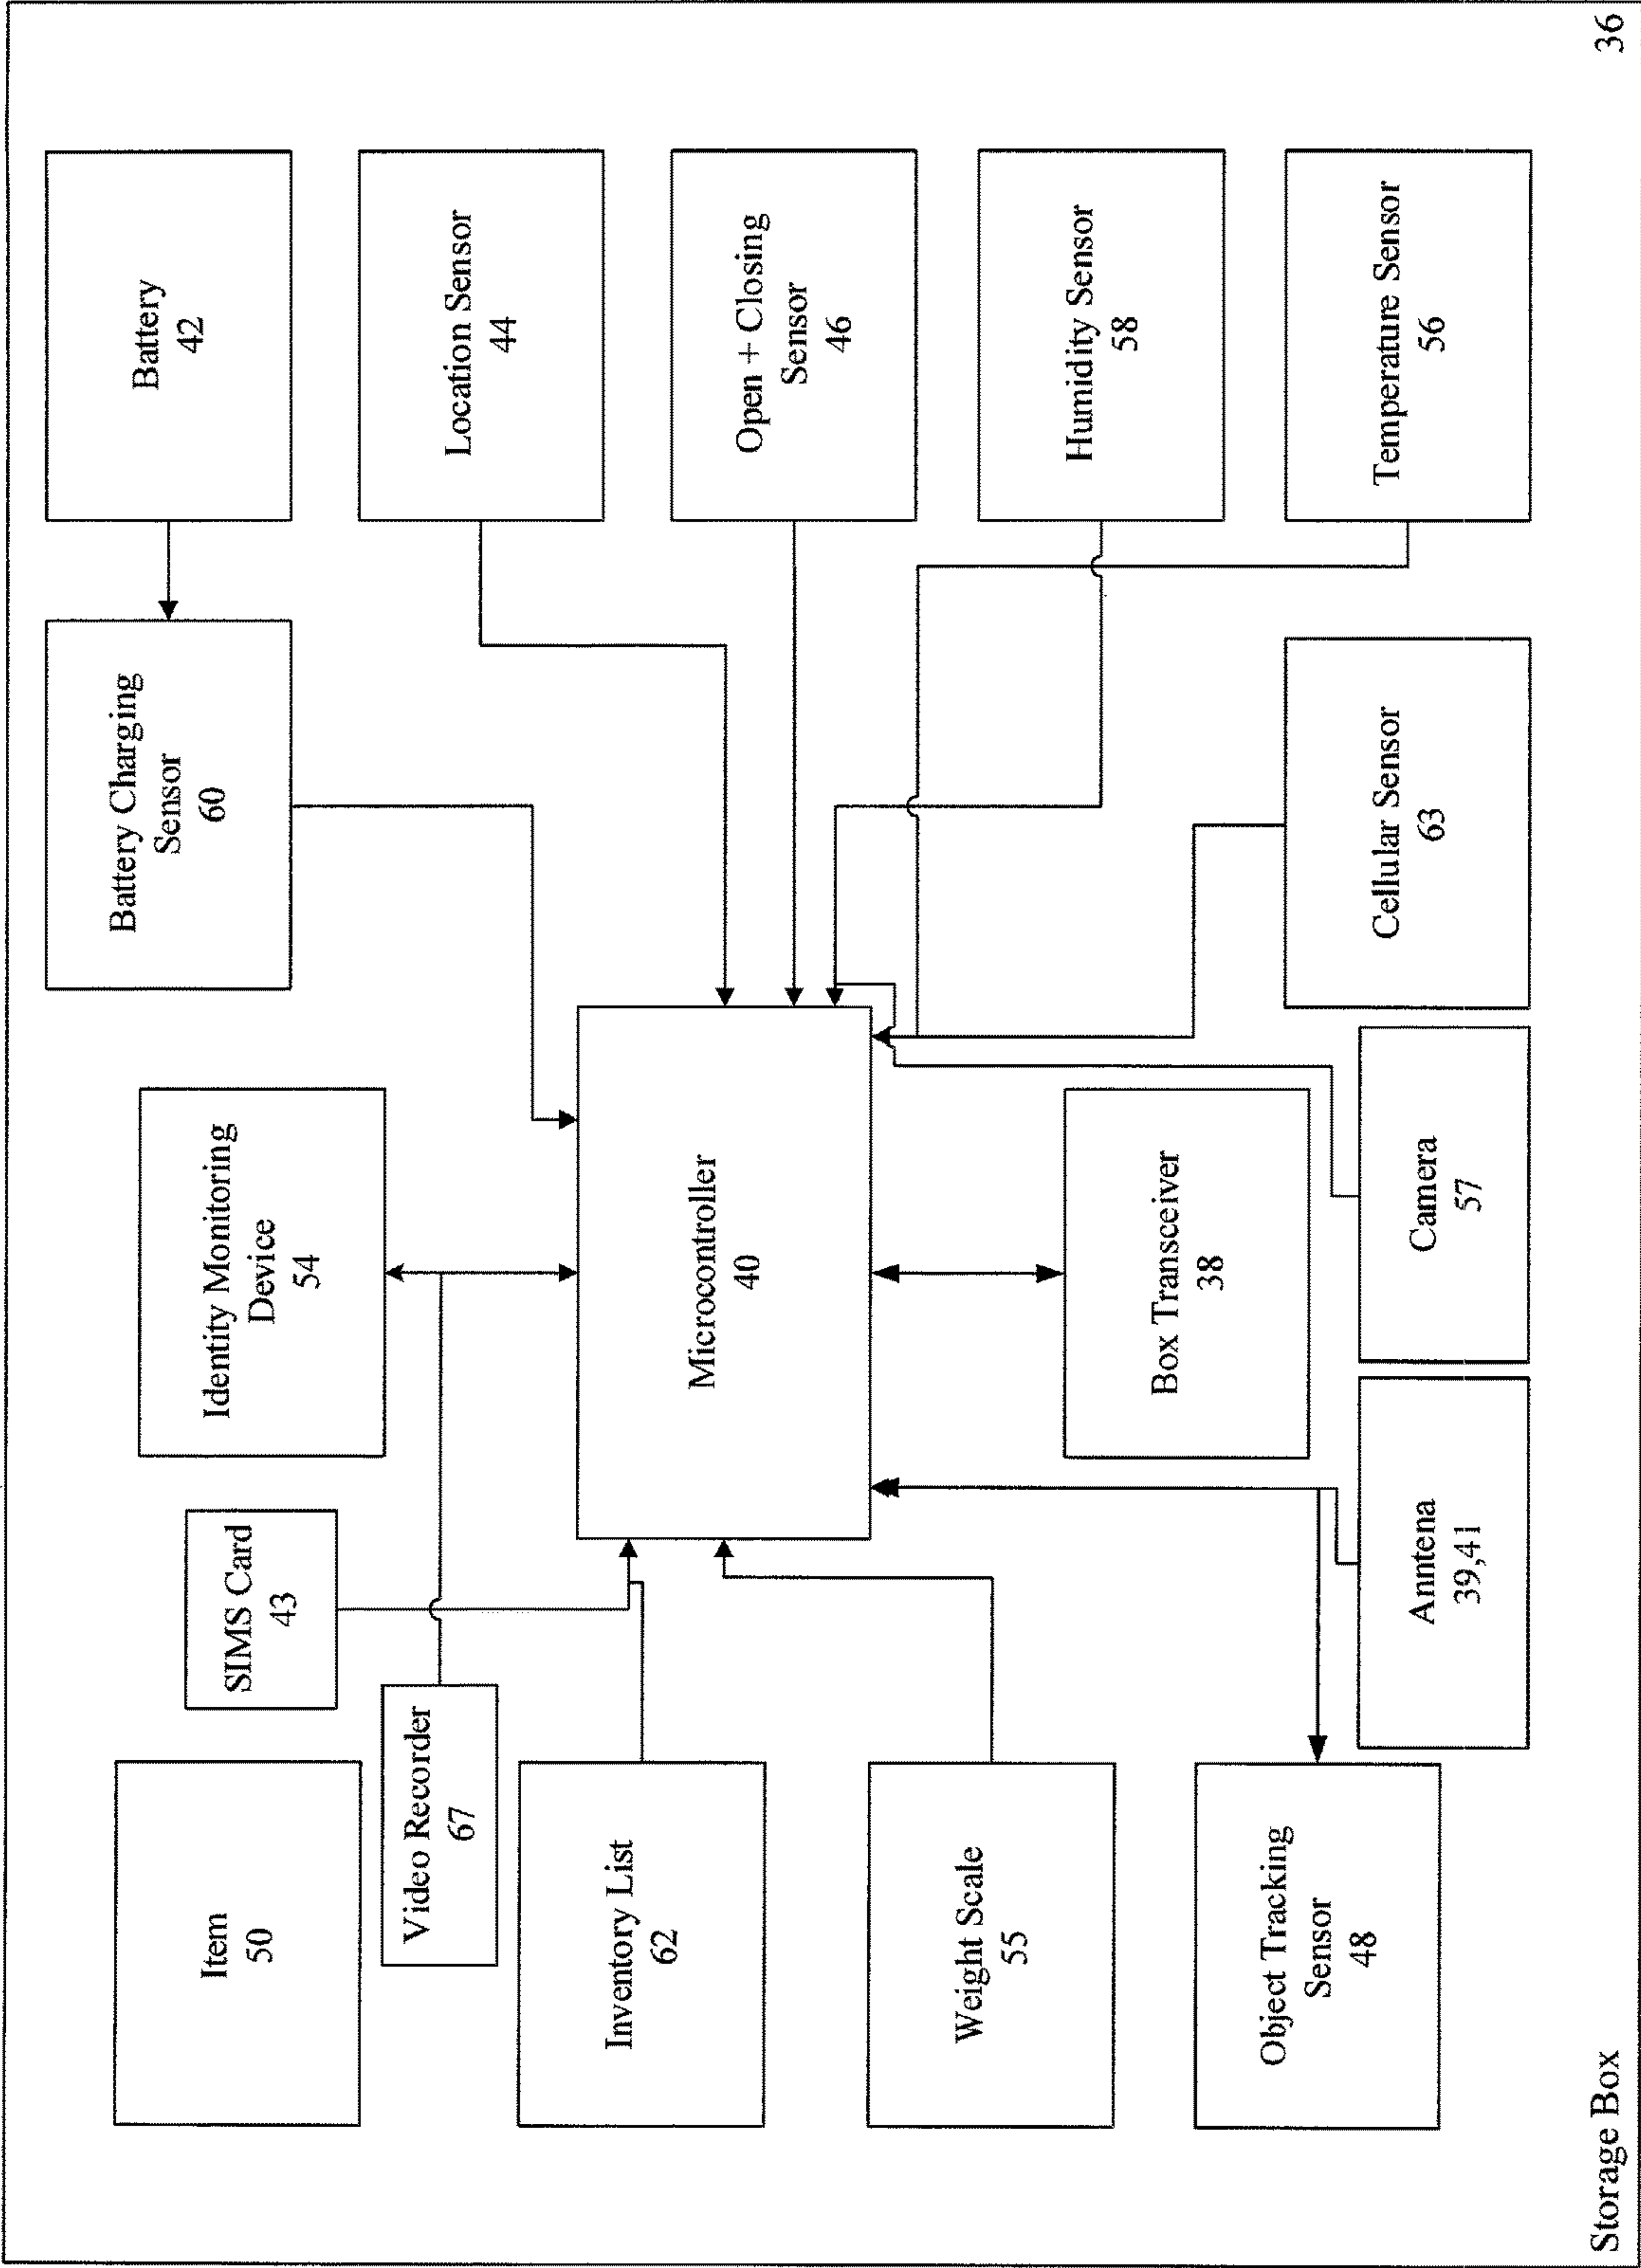 Item
50
SIMS Card
43
Identity Monitoring
Device
54
Battery Charging
Sensor
60
Battery
42
Video Recorder
67
Location Sensor
44
Inventory List
62
Microcontroller
40
Open + Closing
Sensor
46
Weight Scale
55
Humidity Sensor
58
Box Transceiver
38
Object Tracking
Sensor
48
Anntena
39,41
Camera
57
Cellular Sensor
63
Temperature Sensor
56
Storage Box
36